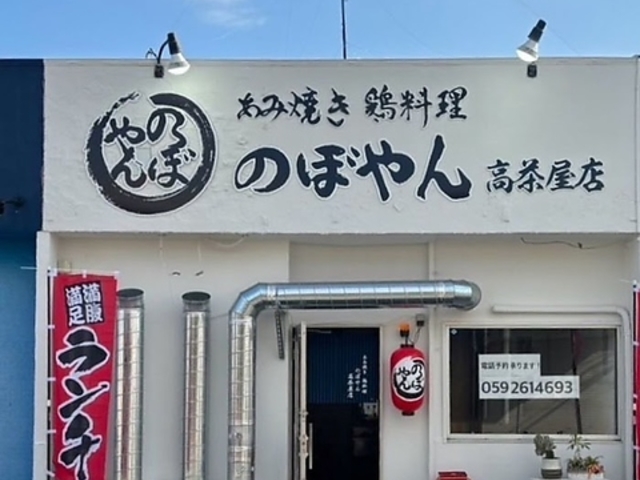 のぼ
やん
あみ焼き 鶏料理
のぼやん 高茶屋店
満腹
満足
ランチ
のぼ
やん
電話予約承ります!
0592614693